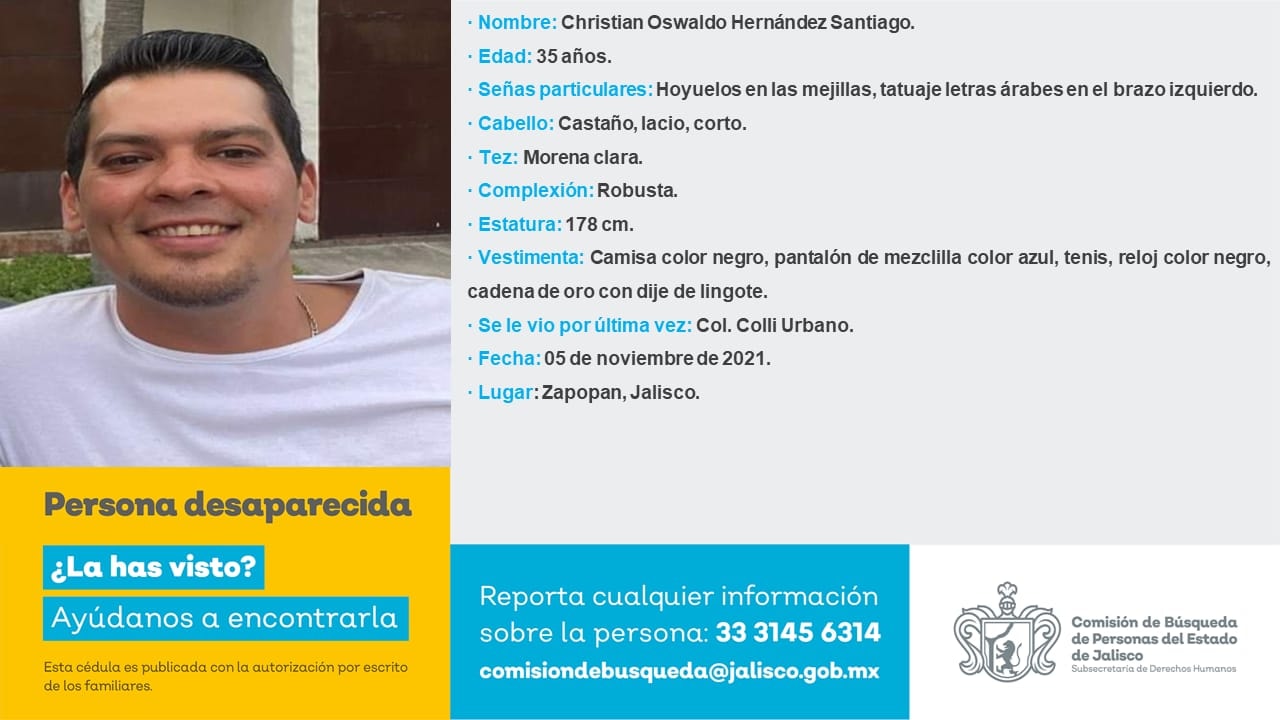 · Nombre: Christian Oswaldo Hernández Santiago.
· Edad: 35 años.
· Señas particulares: Hoyuelos en las mejillas, tatuaje letras árabes en el brazo izquierdo.
· Cabello: Castaño, lacio, corto.
· Tez: Morena clara.
· Complexión: Robusta.
· Estatura: 178 cm.
· Vestimenta: Camisa color negro, pantalón de mezclilla color azul, tenis, reloj color negro,
cadena de oro con dije de lingote.
· Se le vio por última vez: Col. Colli Urbano.
· Fecha: 05 de noviembre de 2021.
· Lugar: Zapopan, Jalisco.
Persona desaparecida
¿La has visto?
Ayúdanos a encontrarla
Esta cédula es publicada con la autorización por escrito
de los familiares.
Reporta cualquier información
sobre la persona: 33 3145 6314
comisiondebusqueda@jalisco.gob.mx
Comisión de Búsqueda
de Personas del Estado
de Jalisco
Subsecretaría de Derechos Humanos